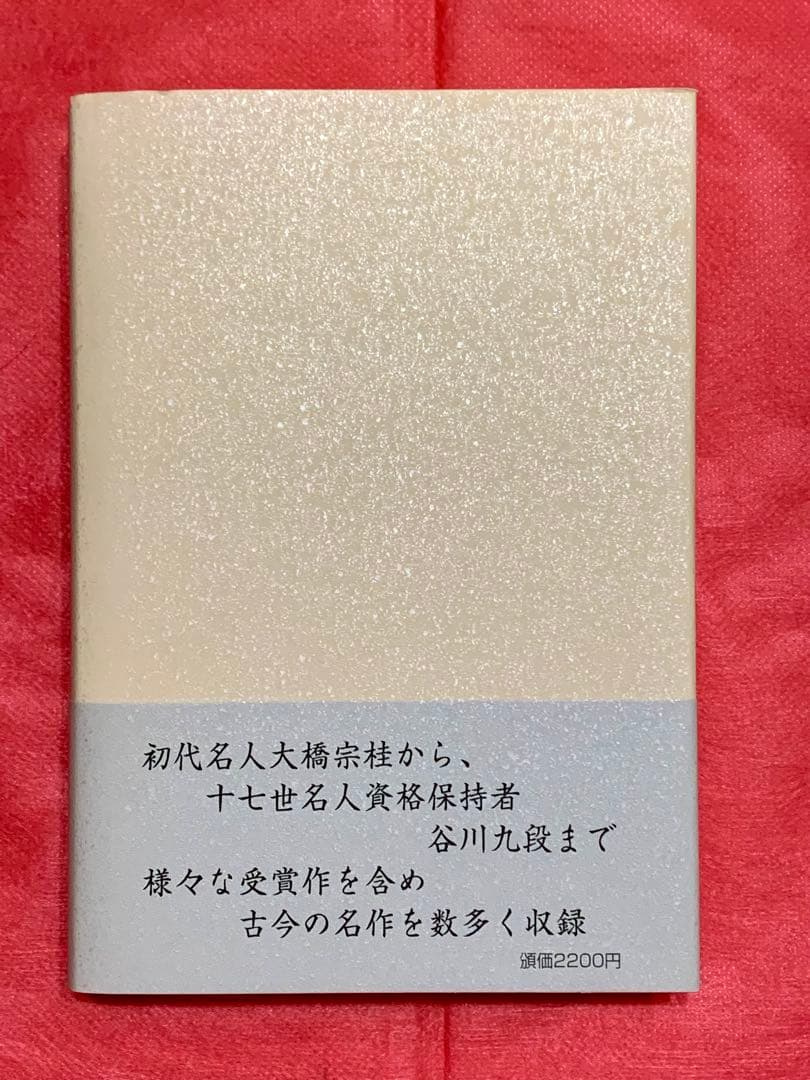 初代名人大橋宗桂から、
十七世名人資格保持者
谷川九段まで
様々な受賞作を含め
古今の名作を数多く収録
頒価2200円